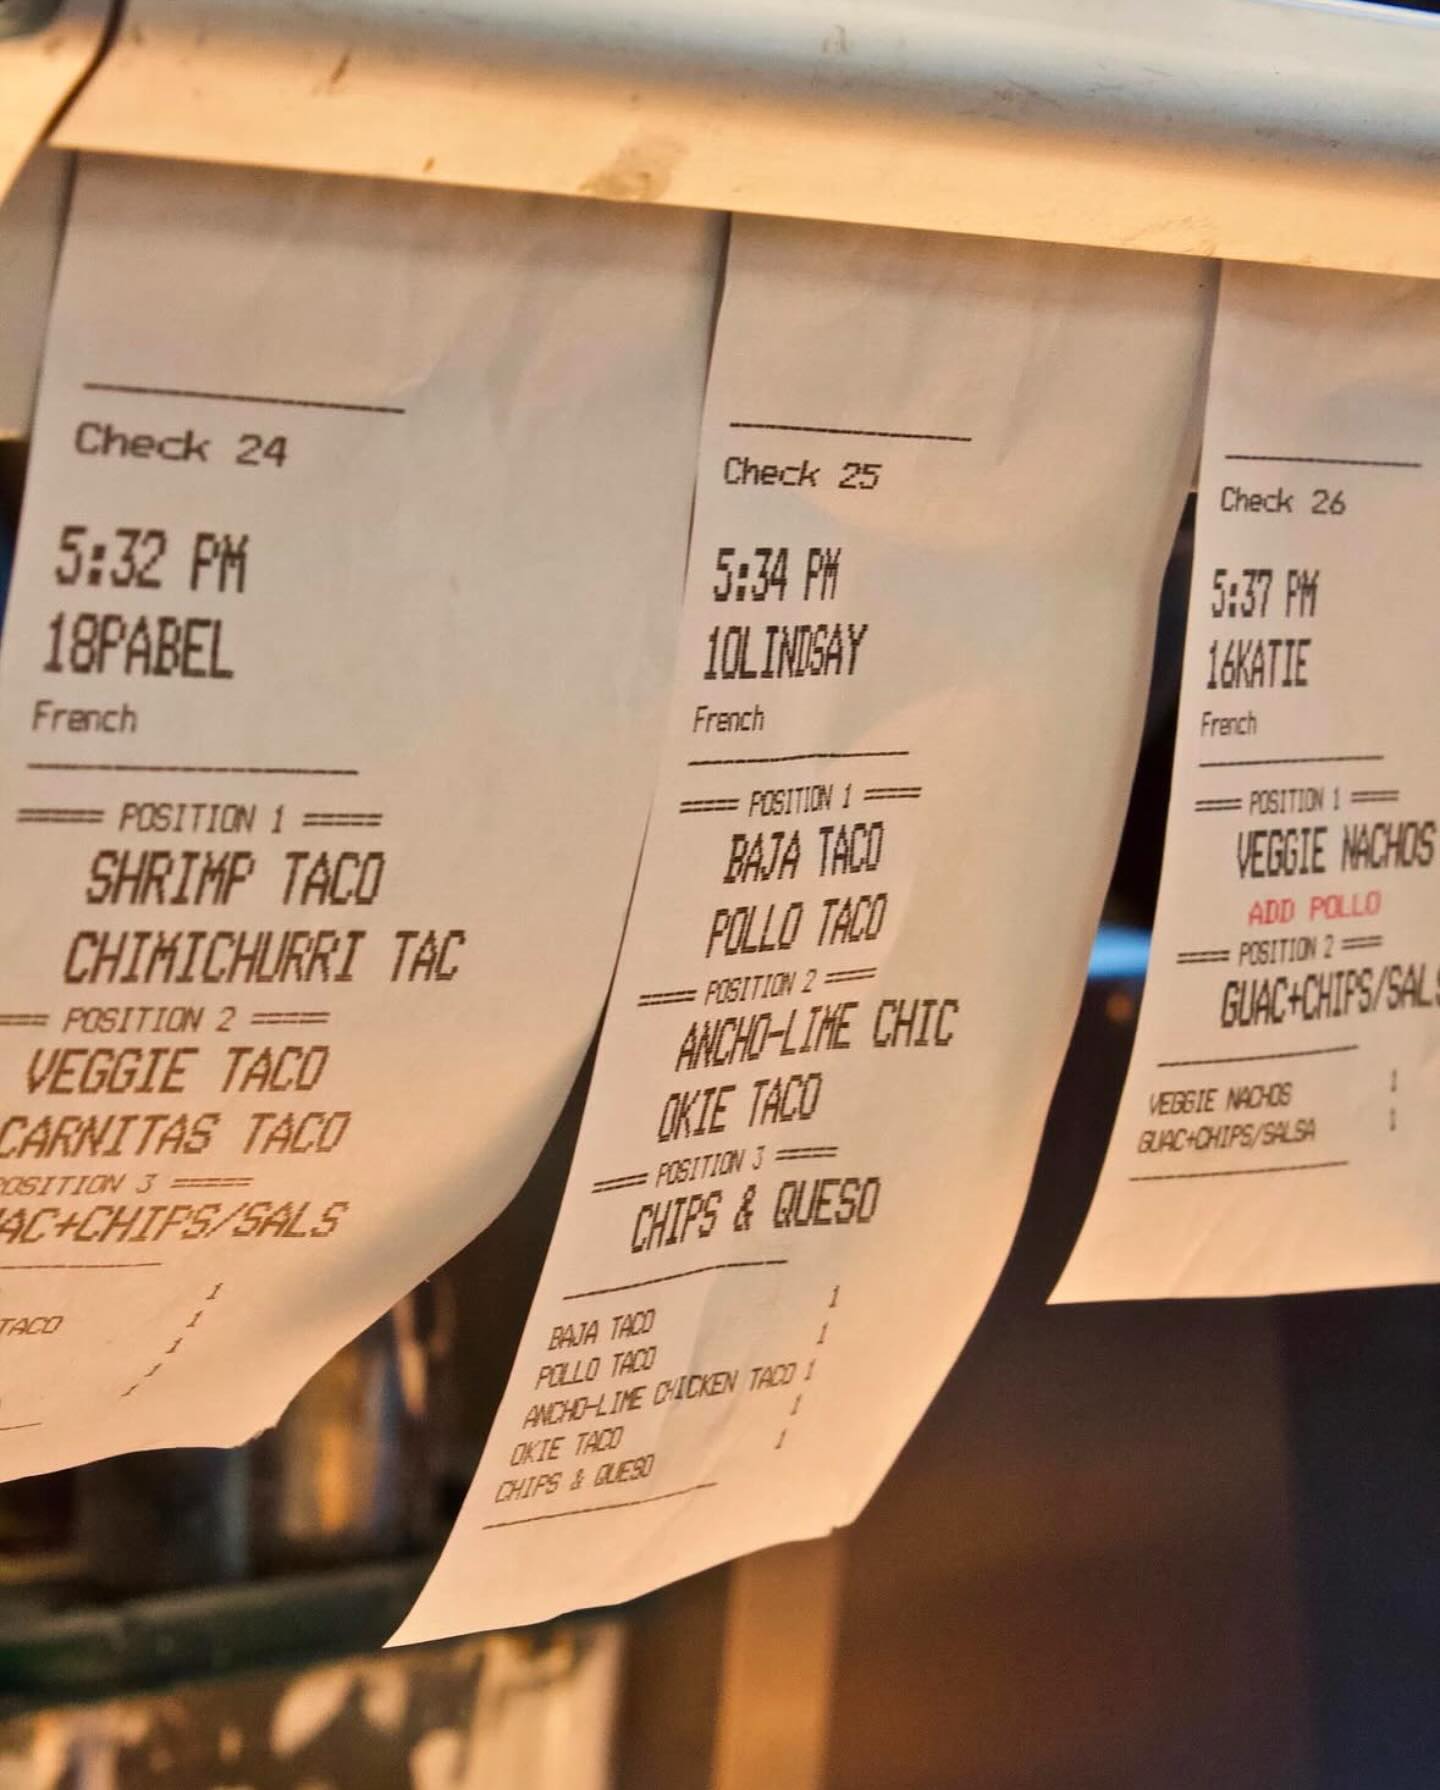 Check 24
5:32 PM
18PABEL
French
===== POSITION 1 =====
SHRIMP TACO
CHIMICHURRI TAC
=== POSITION 2 =====
VEGGIE TACO
CARNITAS TACO
POSITION 3 =====
UAC+CHIPS/SALS
1
TACO 1
1
1
1
Check 25
5:34 PM
10LINDSAY
French
===== POSITION 1 =====
BAJA TACO
POLLO TACO
===== POSITION 2 =====
ANCHO-LIME CHIC
OKIE TACO
===== POSITION 3 =====
CHIPS & QUESO
BAJA TACO 1
POLLO TACO 1
ANCHO-LIME CHICKEN TACO 1
OKIE TACO 1
CHIPS & QUESO 1
Check 26
5:37 PM
16KATIE
French
===== POSITION 1 =====
VEGGIE NACHOS
ADD POLLO
===== POSITION 2 =====
GUAC+CHIPS/SALS
VEGGIE NACHOS 1
GUAC+CHIPS/SALSA 1